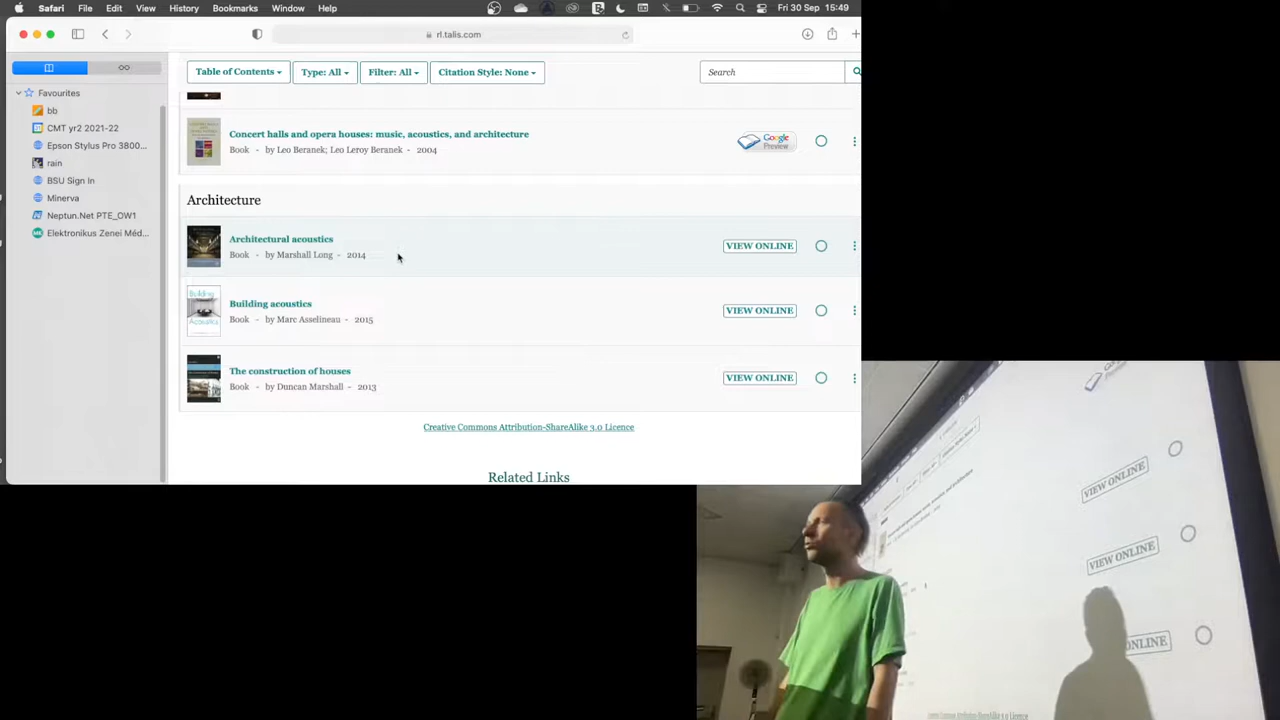 Safari File Edit View History Bookmarks Window Help Fri 30 Sep 15:49
rl.talis.com
Table of Contents Type: All Filter: All Citation Style: None Search
Favourites
bb
CMT yr2 2021-22
Epson Stylus Pro 3800...
rain
BSU Sign In
Minerva
Neptun.Net PTE_OW1
ME Elektronikus Zenei Méd...
Concert halls and opera houses: music, acoustics, and architecture
Book - by Leo Beranek; Leo Leroy Beranek - 2004
Google Preview
Architecture
Architectural acoustics
Book - by Marshall Long - 2014
VIEW ONLINE
Building acoustics
Book - by Marc Asselineau - 2015
VIEW ONLINE
Building Acoustics
The construction of houses
Book - by Duncan Marshall - 2013
VIEW ONLINE
Creative Commons Attribution-ShareAlike 3.0 Licence
Related Links
VIEW ONLINE
VIEW ONLINE
ONLINE